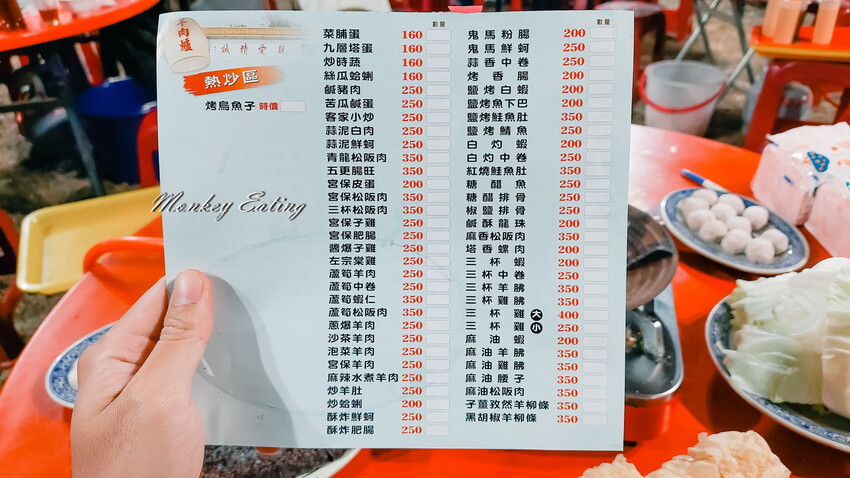 羊肉爐
熱炒區
烤烏魚子 時價
數量
菜脯蛋 160
九層塔蛋 160
炒時蔬 160
絲瓜蛤蜊 160
鹹豬肉 250
苦瓜鹹蛋 250
客家小炒 250
蒜泥白肉 250
蒜泥鮮蚵 250
青龍松阪肉 350
五更腸旺 350
宮保皮蛋 200
宮保松阪肉 350
三杯松阪肉 350
宮保子雞 250
宮保肥腸 350
醬爆子雞 250
左宗棠雞 250
蘆筍羊肉 250
蘆筍中卷 250
蘆筍蝦仁 350
蘆筍松阪肉 350
蔥爆羊肉 250
沙茶羊肉 250
泡菜羊肉 250
宮保羊肉 250
麻辣水煮羊肉 250
炒羊肚 250
炒蛤蜊 200
酥炸鮮蚵 250
酥炸肥腸 250
數量
鬼馬粉腸 200
鬼馬鮮蚵 250
蒜香中卷 250
烤香腸 200
鹽烤白蝦 200
鹽烤魚下巴 200
鹽烤鮭魚肚 350
鹽烤鯖魚 250
白灼蝦 200
白灼中卷 250
紅燒鮭魚肚 350
糖醋魚 250
糖醋排骨 250
椒鹽排骨 250
鹹酥龍珠 200
麻香松阪肉 350
塔香螺肉 200
三杯蝦 200
三杯中卷 250
三杯羊胇 350
三杯雞胇 350
三杯雞 大 400
三杯雞 小 250
麻油蝦 200
麻油羊胇 350
麻油雞胇 350
麻油腰子 350
麻油松阪肉 350
子薑孜然羊柳條 350
黑胡椒羊柳條 350
Monkey Eating